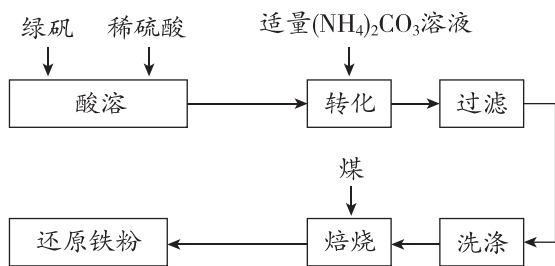 绿矾 稀硫酸 适量(NH4)2CO3溶液
酸溶 转化 过滤
煤
还原铁粉 焙烧 洗涤